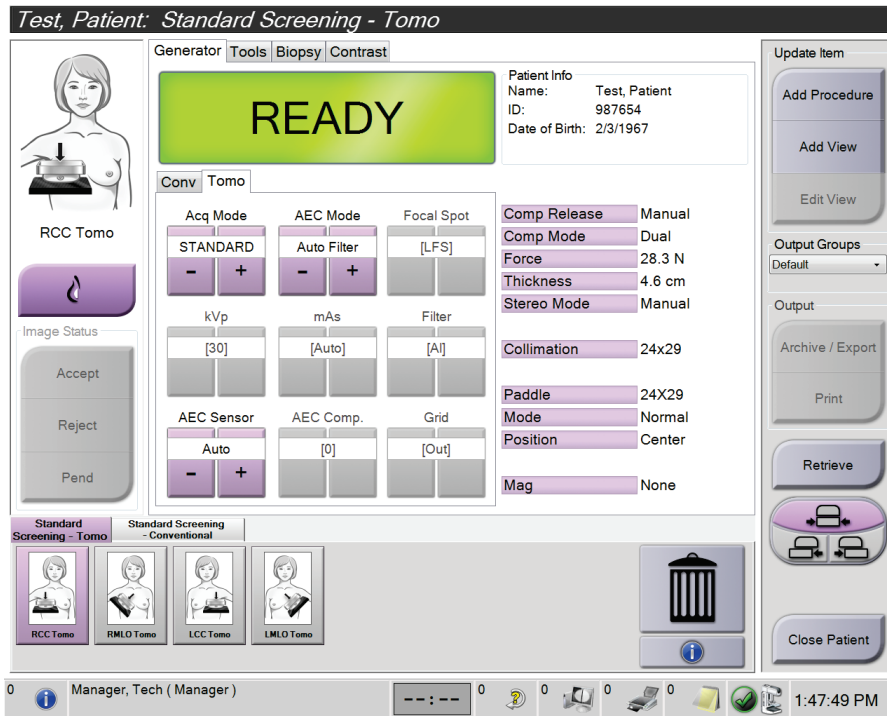 Test, Patient:  Standard Screening - Tomo
Generator Tools Biopsy Contrast
READY
Patient Info
Name: Test, Patient
ID: 987654
Date of Birth: 2/3/1967
RCC Tomo
Image Status
Accept
Reject
Pend
Conv Tomo
Acq Mode AEC Mode Focal Spot
STANDARD Auto Filter [LFS]
- + - +
kVp mAs Filter
[30] [Auto] [Al]
AEC Sensor AEC Comp. Grid
Auto [0] [Out]
- +
Comp Release Manual
Comp Mode Dual
Force 28.3 N
Thickness 4.6 cm
Stereo Mode Manual
Collimation 24x29
Paddle 24X29
Mode Normal
Position Center
Mag None
Update Item
Add Procedure
Add View
Edit View
Output Groups
Default
Output
Archive / Export
Print
Retrieve
Close Patient
Standard
Screening - Tomo
Standard Screening
- Conventional
RCC Tomo RMLO Tomo LCC Tomo LMLO Tomo
0 Manager, Tech ( Manager ) --:-- 0 0 0 0 1:47:49 PM